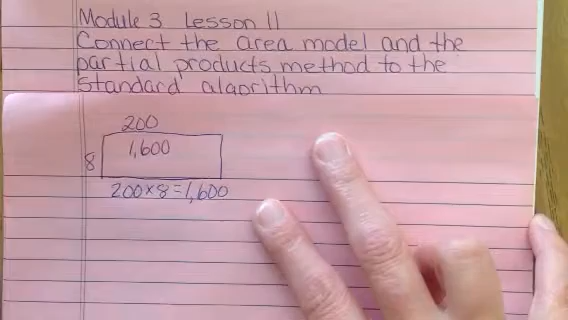 Module 3 Lesson 11
Connect the area model and the
partial products method to the
standard algorithm
200
1,600
8
200×8=1,600